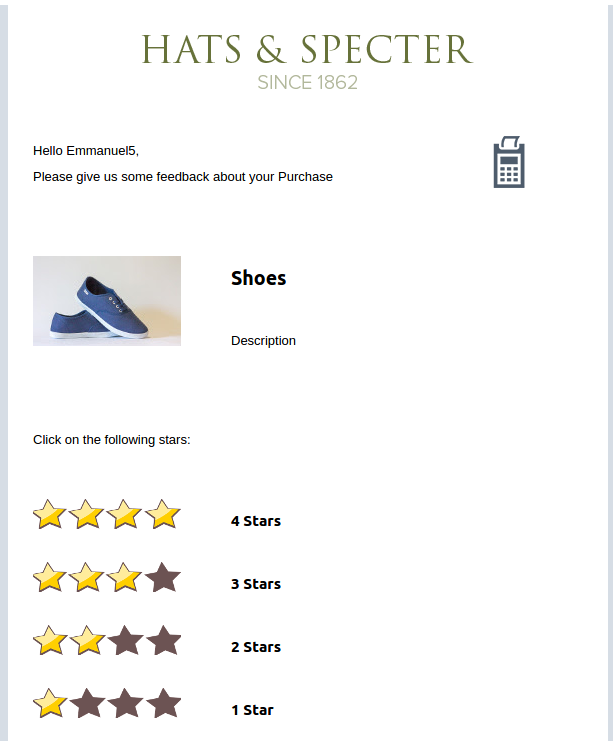 HATS & SPECTER
SINCE 1862
Hello Emmanuel5,
Please give us some feedback about your Purchase
Shoes
Description
Click on the following stars:
4 Stars
3 Stars
2 Stars
1 Star